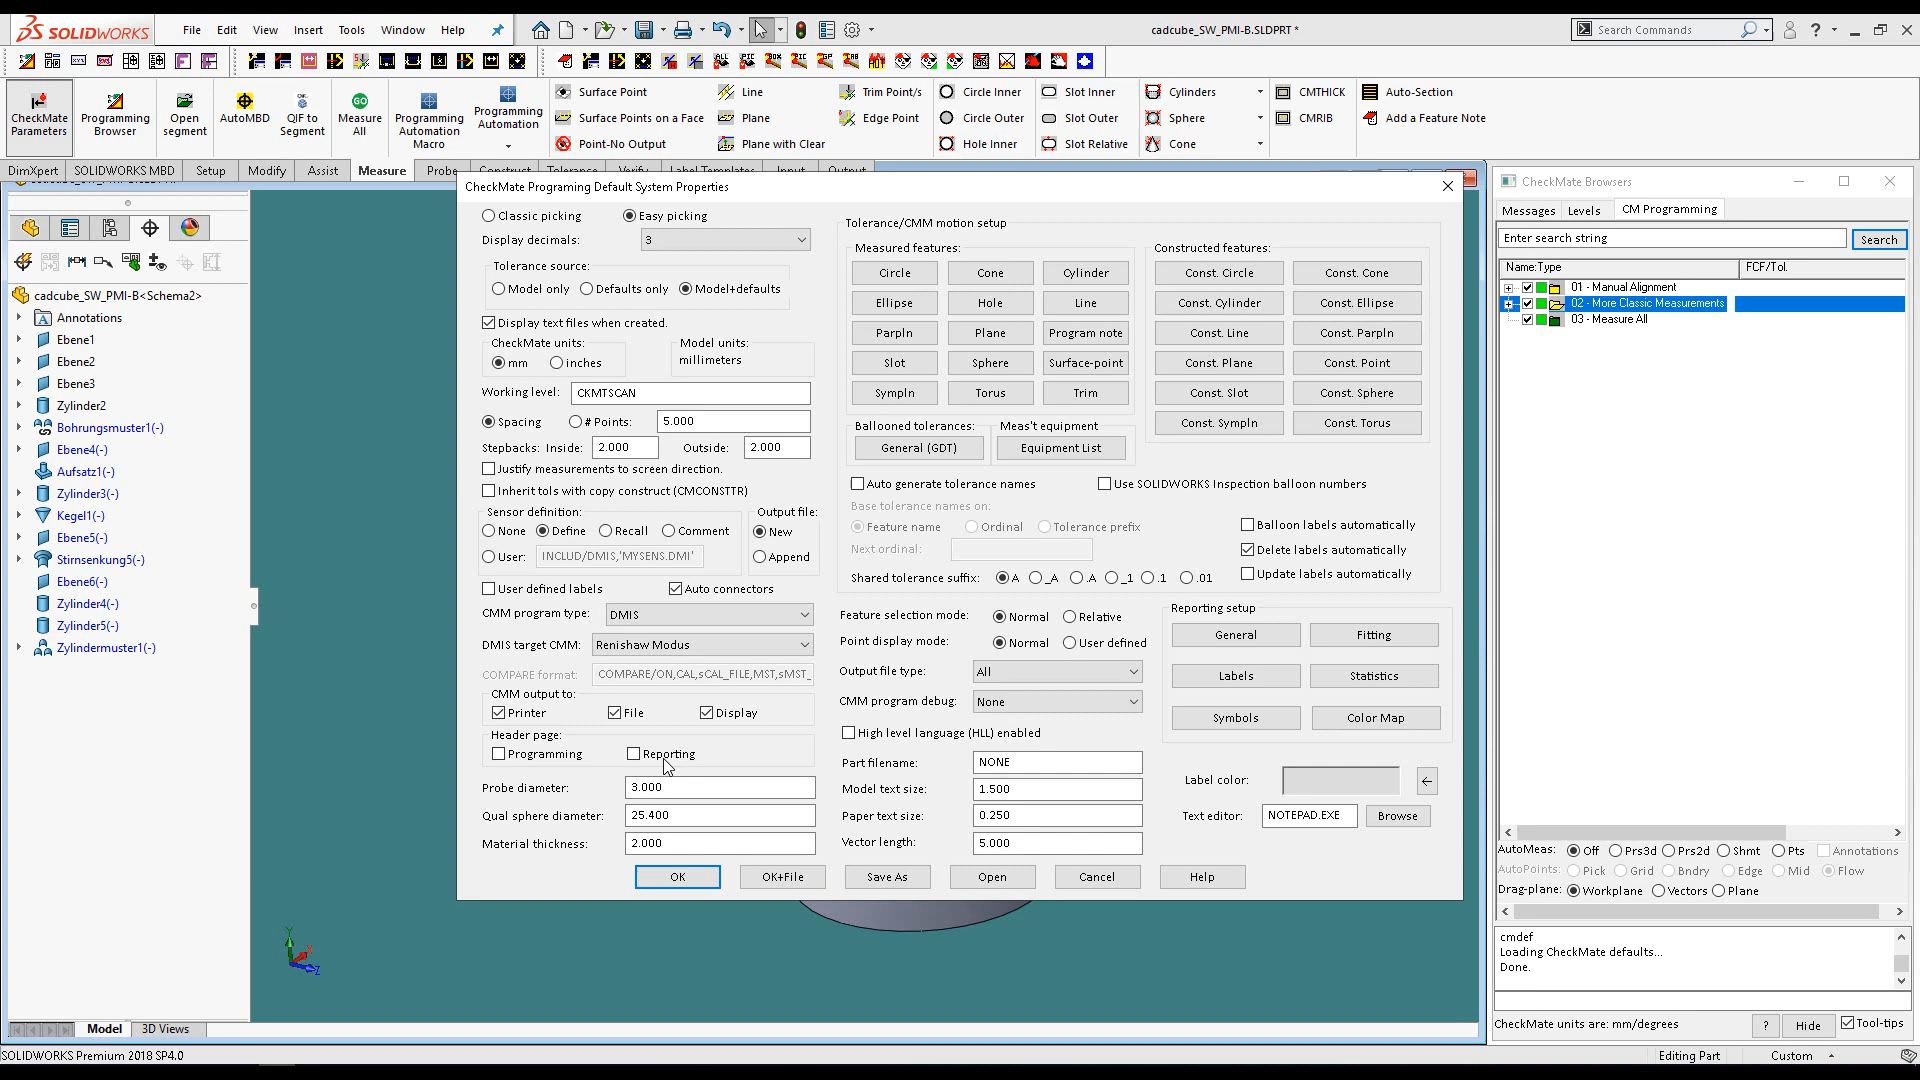 SOLIDWORKS File Edit View Insert Tools Window Help cadcube_SW_PMI-B.SLDPRT * Search Commands ?
CheckMate Parameters
Programming Browser
Open segment
AutoMBD
QIF to Segment
Measure All
Programming Automation Macro
Programming Automation
Surface Point Line Trim Point/s Circle Inner Slot Inner Cylinders CMTHICK Auto-Section
Surface Points on a Face Plane Edge Point Circle Outer Slot Outer Sphere CMRIB Add a Feature Note
Point-No Output Plane with Clear Hole Inner Slot Relative Cone
DimXpert SOLIDWORKS MBD Setup Modify Assist Measure Probe Construct Tolerance Verify Label Templates Input Output
cadcube_SW_PMI-B<Schema2>
Annotations
Ebene1
Ebene2
Ebene3
Zylinder2
Bohrungsmuster1(-)
Ebene4(-)
Aufsatz1(-)
Zylinder3(-)
Kegel1(-)
Ebene5(-)
Stirnsenkung5(-)
Ebene6(-)
Zylinder4(-)
Zylinder5(-)
Zylindermuster1(-)
Model 3D Views
SOLIDWORKS Premium 2018 SP4.0
Editing Part Custom
CheckMate Programing Default System Properties
Classic picking Easy picking
Display decimals: 3
Tolerance source:
Model only Defaults only Model+defaults
Display text files when created.
CheckMate units: Model units:
mm inches millimeters
Working level: CKMTSCAN
Spacing # Points: 5.000
Stepbacks: Inside: 2.000 Outside: 2.000
Justify measurements to screen direction.
Inherit tols with copy construct (CMCONSTTR)
Sensor definition: Output file:
None Define Recall Comment New
User: INCLUD/DMIS,'MYSENS.DMI' Append
User defined labels Auto connectors
CMM program type: DMIS
DMIS target CMM: Renishaw Modus
COMPARE format: COMPARE/ON,CAL,sCAL_FILE,MST,sMST_
CMM output to:
Printer File Display
Header page:
Programming Reporting
Probe diameter: 3.000
Qual sphere diameter: 25.400
Material thickness: 2.000
Tolerance/CMM motion setup
Measured features: Constructed features:
Circle Cone Cylinder Const. Circle Const. Cone
Ellipse Hole Line Const. Cylinder Const. Ellipse
Parpln Plane Program note Const. Line Const. Parpln
Slot Sphere Surface-point Const. Plane Const. Point
Sympln Torus Trim Const. Slot Const. Sphere
Const. Sympln Const. Torus
Ballooned tolerances: Meas't equipment
General (GDT) Equipment List
Auto generate tolerance names Use SOLIDWORKS Inspection balloon numbers
Base tolerance names on:
Feature name Ordinal Tolerance prefix
Next ordinal:
Balloon labels automatically
Delete labels automatically
Update labels automatically
Shared tolerance suffix: A _A .A _1 .1 .01
Feature selection mode: Normal Relative
Point display mode: Normal User defined
Output file type: All
CMM program debug: None
High level language (HLL) enabled
Part filename: NONE
Model text size: 1.500
Paper text size: 0.250
Vector length: 5.000
Reporting setup
General Fitting
Labels Statistics
Symbols Color Map
Label color:
Text editor: NOTEPAD.EXE Browse
OK OK+File Save As Open Cancel Help
CheckMate Browsers
Messages Levels CM Programming
Enter search string Search
Name:Type FCF/Tol.
01 - Manual Alignment
02 - More Classic Measurements
03 - Measure All
AutoMeas: Off Prs3d Prs2d Shmt Pts Annotations
AutoPoints: Pick Grid Bndry Edge Mid Flow
Drag-plane: Workplane Vectors Plane
cmdef
Loading CheckMate defaults...
Done.
CheckMate units are: mm/degrees ? Hide Tool-tips